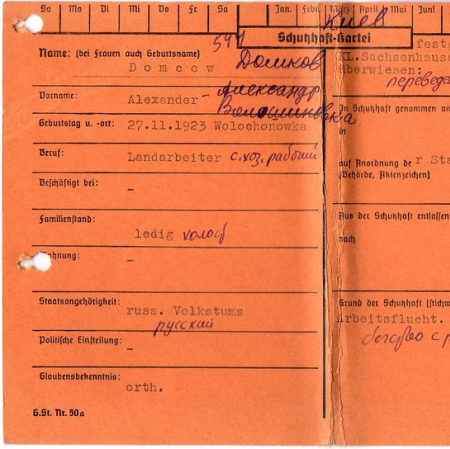 So Mo Di Mi Do Fr Sa Jan. Febr. März April Mai Juni
Киев
Schutzhaft-Kartei
Name: (bei Frauen auch Geburtsname)
Domcow
Домков
Vorname:
Alexander
Александр
Волошиновка
Geburtstag u. -ort: 27.11.1923 Wolochonowka
Beruf:
Landarbeiter с.хоз. рабочий
Beschäftigt bei:
–
Familienstand:
ledig холост
Wohnung:
–
Staatsangehörigkeit:
russ. Volkstums
русский
Politische Einstellung:
–
Glaubensbekenntnis:
orth.
G.St. Nr. 50a
festg
KL.Sachsenhause
überwiesen:
переведе
In Schutzhaft genommen an
in
auf Anordnung der Sta
(Behörde, Aktenzeichen)
Aus der Schutzhaft entlassen
nach
Grund der Schutzhaft (stichw
Arbeitsflucht.
бегство с р